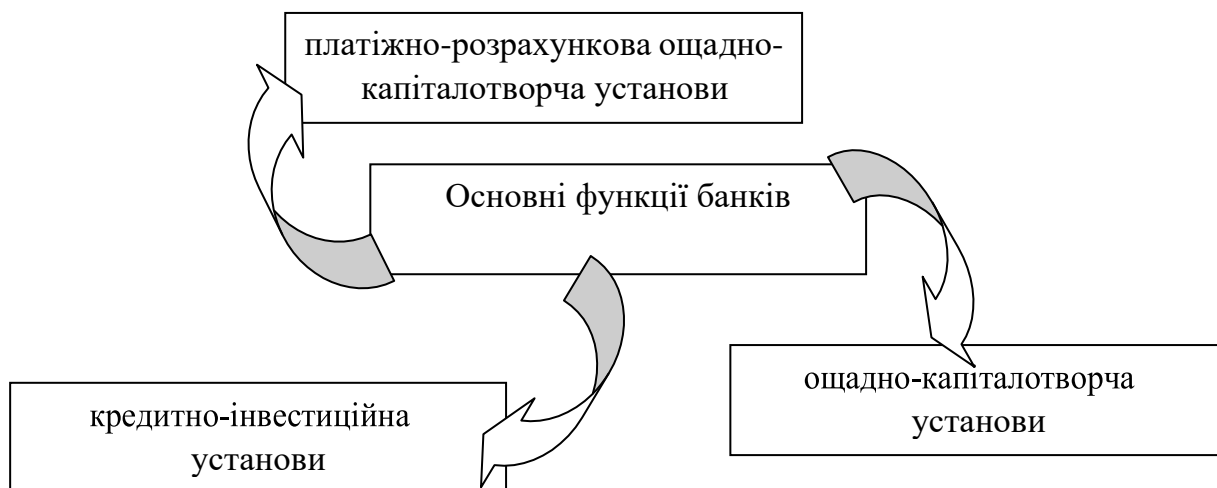 платіжно-розрахункова ощадно-
капіталотворча установи
Основні функції банків
ощадно-капіталотворча
установи
кредитно-інвестиційна
установи